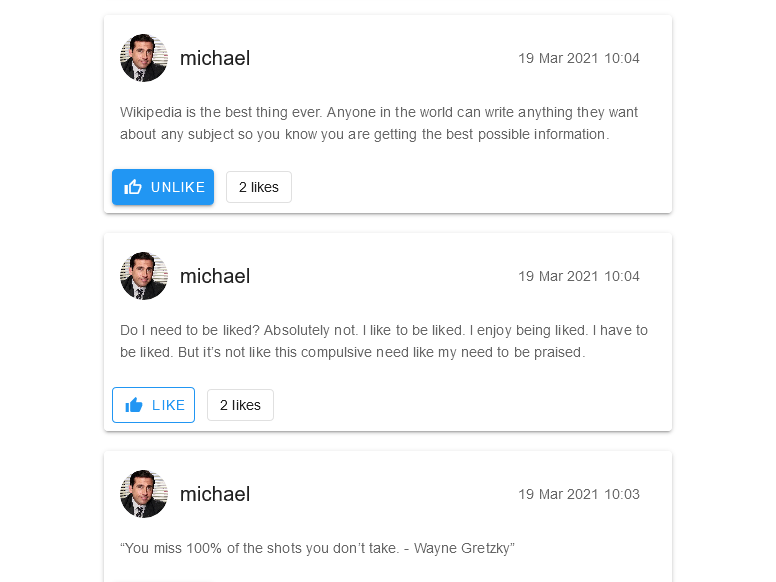 michael
19 Mar 2021 10:04
Wikipedia is the best thing ever. Anyone in the world can write anything they want
about any subject so you know you are getting the best possible information.
UNLIKE
2 likes
michael
19 Mar 2021 10:04
Do I need to be liked? Absolutely not. I like to be liked. I enjoy being liked. I have to
be liked. But it’s not like this compulsive need like my need to be praised.
LIKE
2 likes
michael
19 Mar 2021 10:03
“You miss 100% of the shots you don’t take. - Wayne Gretzky”